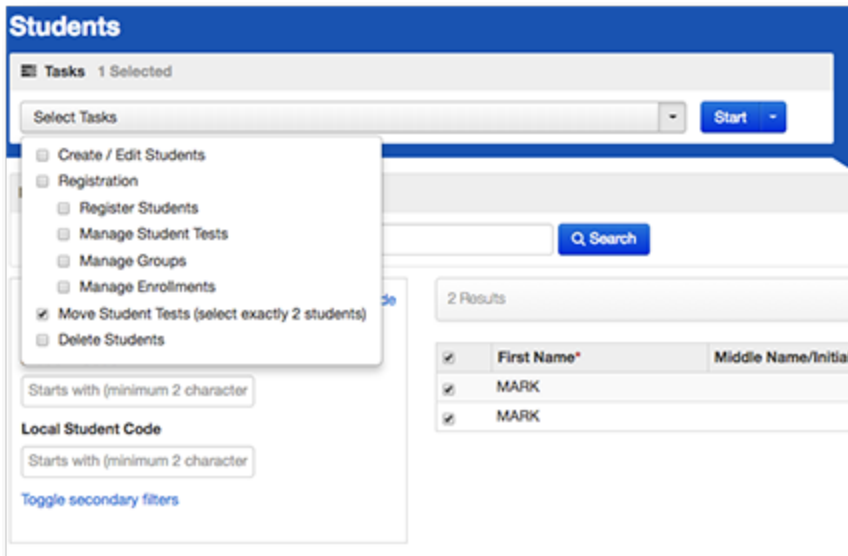 Students
Tasks 1 Selected
Select Tasks
Start
Create / Edit Students
Registration
Register Students
Manage Student Tests
Manage Groups
Manage Enrollments
Move Student Tests (select exactly 2 students)
Delete Students
Search
2 Results
First Name* Middle Name/Initia
MARK
MARK
Starts with (minimum 2 character
Local Student Code
Starts with (minimum 2 character
Toggle secondary filters